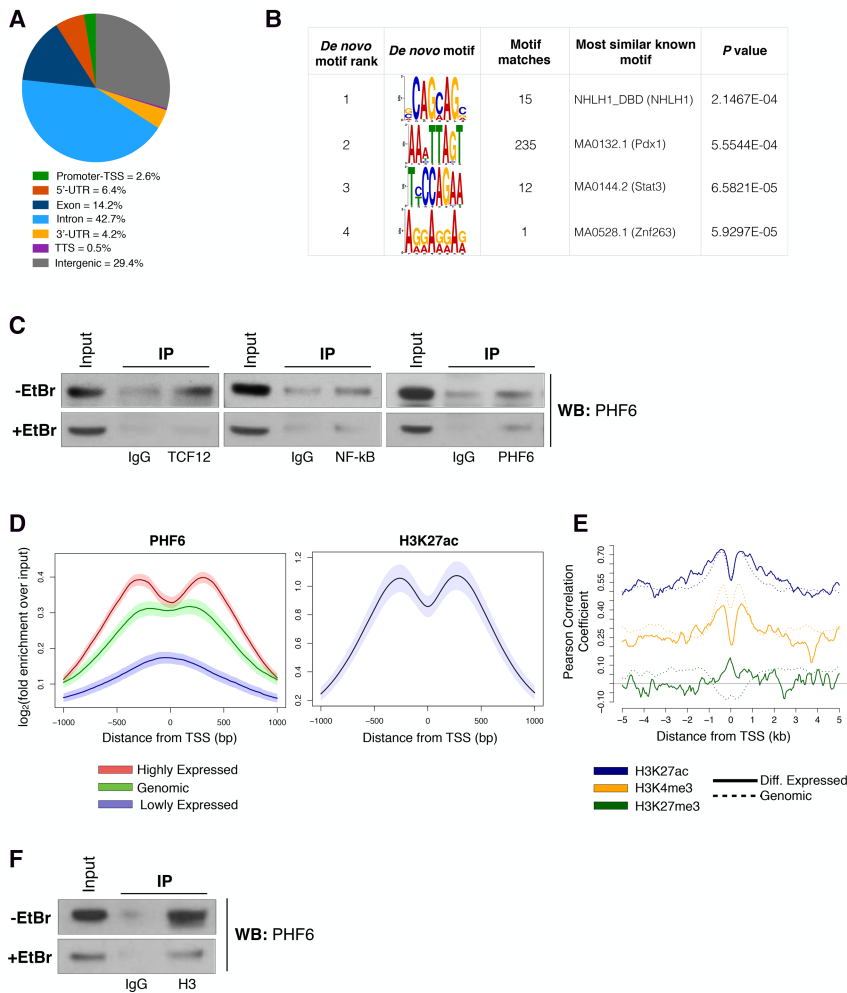 A
Promoter-TSS = 2.6%
5'-UTR = 6.4%
Exon = 14.2%
Intron = 42.7%
3'-UTR = 4.2%
TTS = 0.5%
Intergenic = 29.4%
B
De novo motif rank
De novo motif
Motif matches
Most similar known motif
P value
1
15
NHLH1_DBD (NHLH1)
2.1467E-04
2
235
MA0132.1 (Pdx1)
5.5544E-04
3
12
MA0144.2 (Stat3)
6.5821E-05
4
1
MA0528.1 (Znf263)
5.9297E-05
C
Input
IP
Input
IP
Input
IP
-EtBr
+EtBr
IgG TCF12
IgG NF-kB
IgG PHF6
WB: PHF6
D
PHF6
log2(fold enrichment over input)
0.4
0.3
0.2
0.1
-1000 -500 0 500 1000
Distance from TSS (bp)
H3K27ac
1.2
1.0
0.8
0.6
0.4
0.2
-1000 -500 0 500 1000
Distance from TSS (bp)
Highly Expressed
Genomic
Lowly Expressed
E
Pearson Correlation Coefficient
0.70
0.55
0.40
0.25
0.10
-0.10
-5 -4 -3 -2 -1 0 1 2 3 4 5
Distance from TSS (kb)
H3K27ac
H3K4me3
H3K27me3
Diff. Expressed
Genomic
F
Input
IP
-EtBr
+EtBr
IgG H3
WB: PHF6